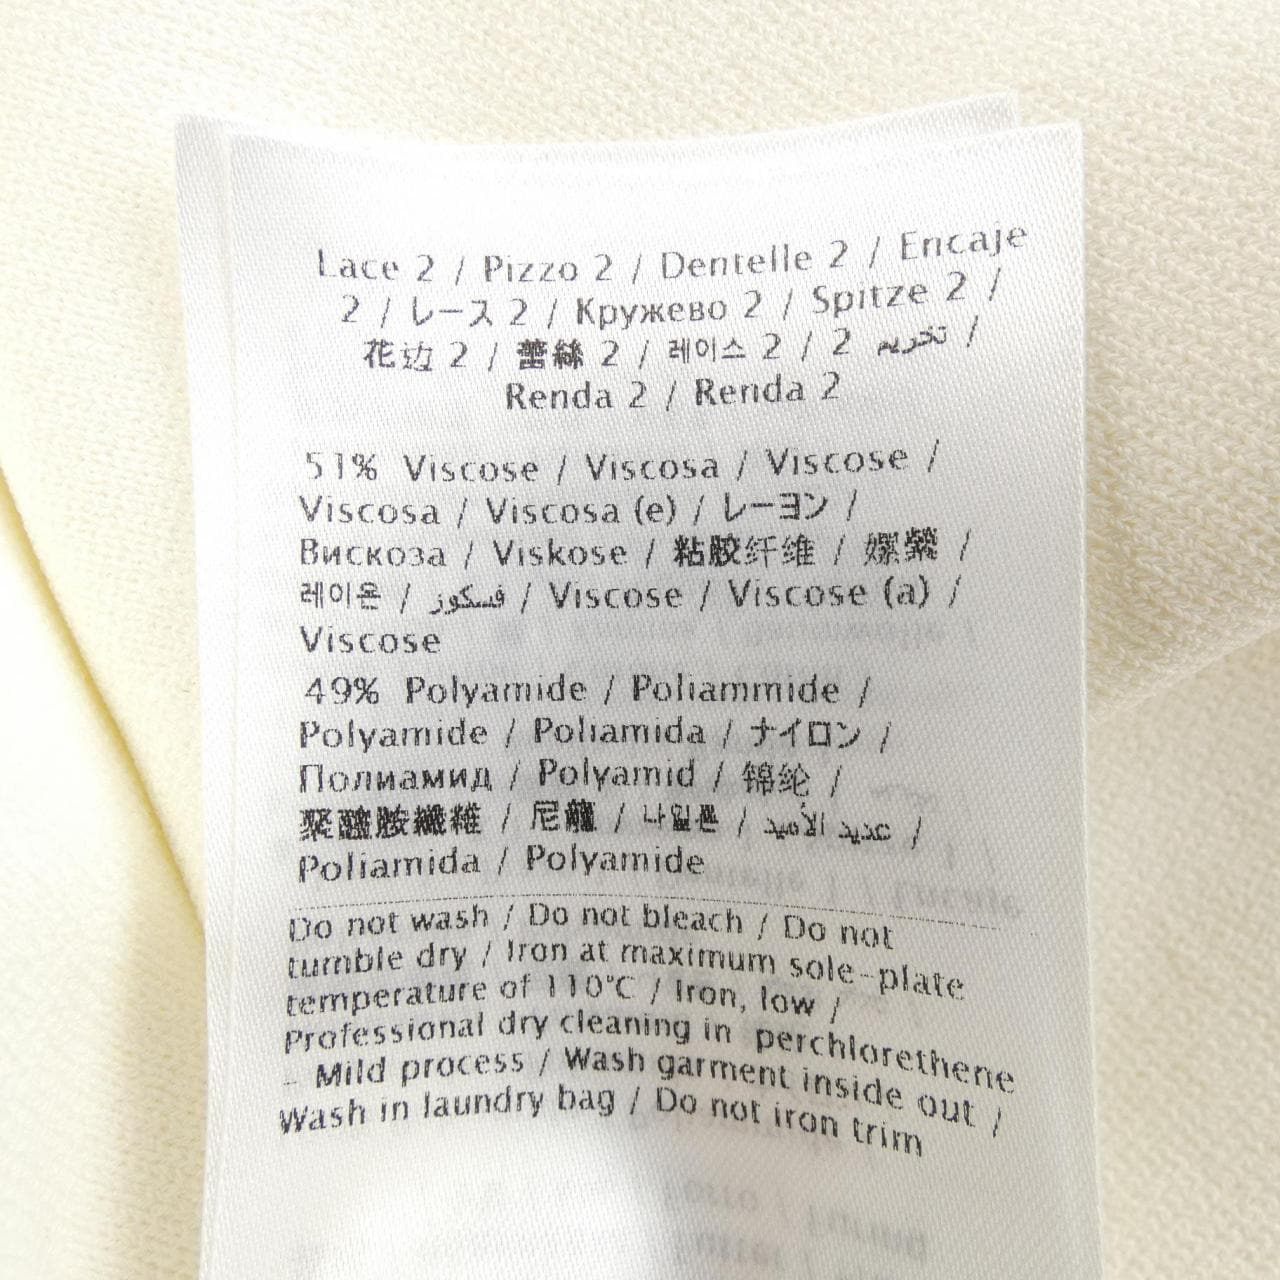 Lace 2 / Pizzo 2 / Dentelle 2 / Encaje
2 / レース 2 / Кружево 2 / Spitze 2 /
花边 2 / 蕾絲 2 / 레이스 2 / 2 تخريم /
Renda 2 / Renda 2
51% Viscose / Viscosa / Viscose /
Viscosa / Viscosa (e) / レーヨン /
Вискоза / Viskose / 粘胶纤维 / 嫘縈 /
레이온 / فسكوز / Viscose / Viscose (a) /
Viscose
49% Polyamide / Poliammide /
Polyamide / Poliamida / ナイロン /
Полиамид / Polyamid / 锦纶 /
聚醯胺纖維 / 尼龍 / 나일론 / عديد الأميد /
Poliamida / Polyamide
Do not wash / Do not bleach / Do not
tumble dry / Iron at maximum sole-plate
temperature of 110°C / Iron, low /
Professional dry cleaning in perchlorethene
- Mild process / Wash garment inside out /
Wash in laundry bag / Do not iron trim